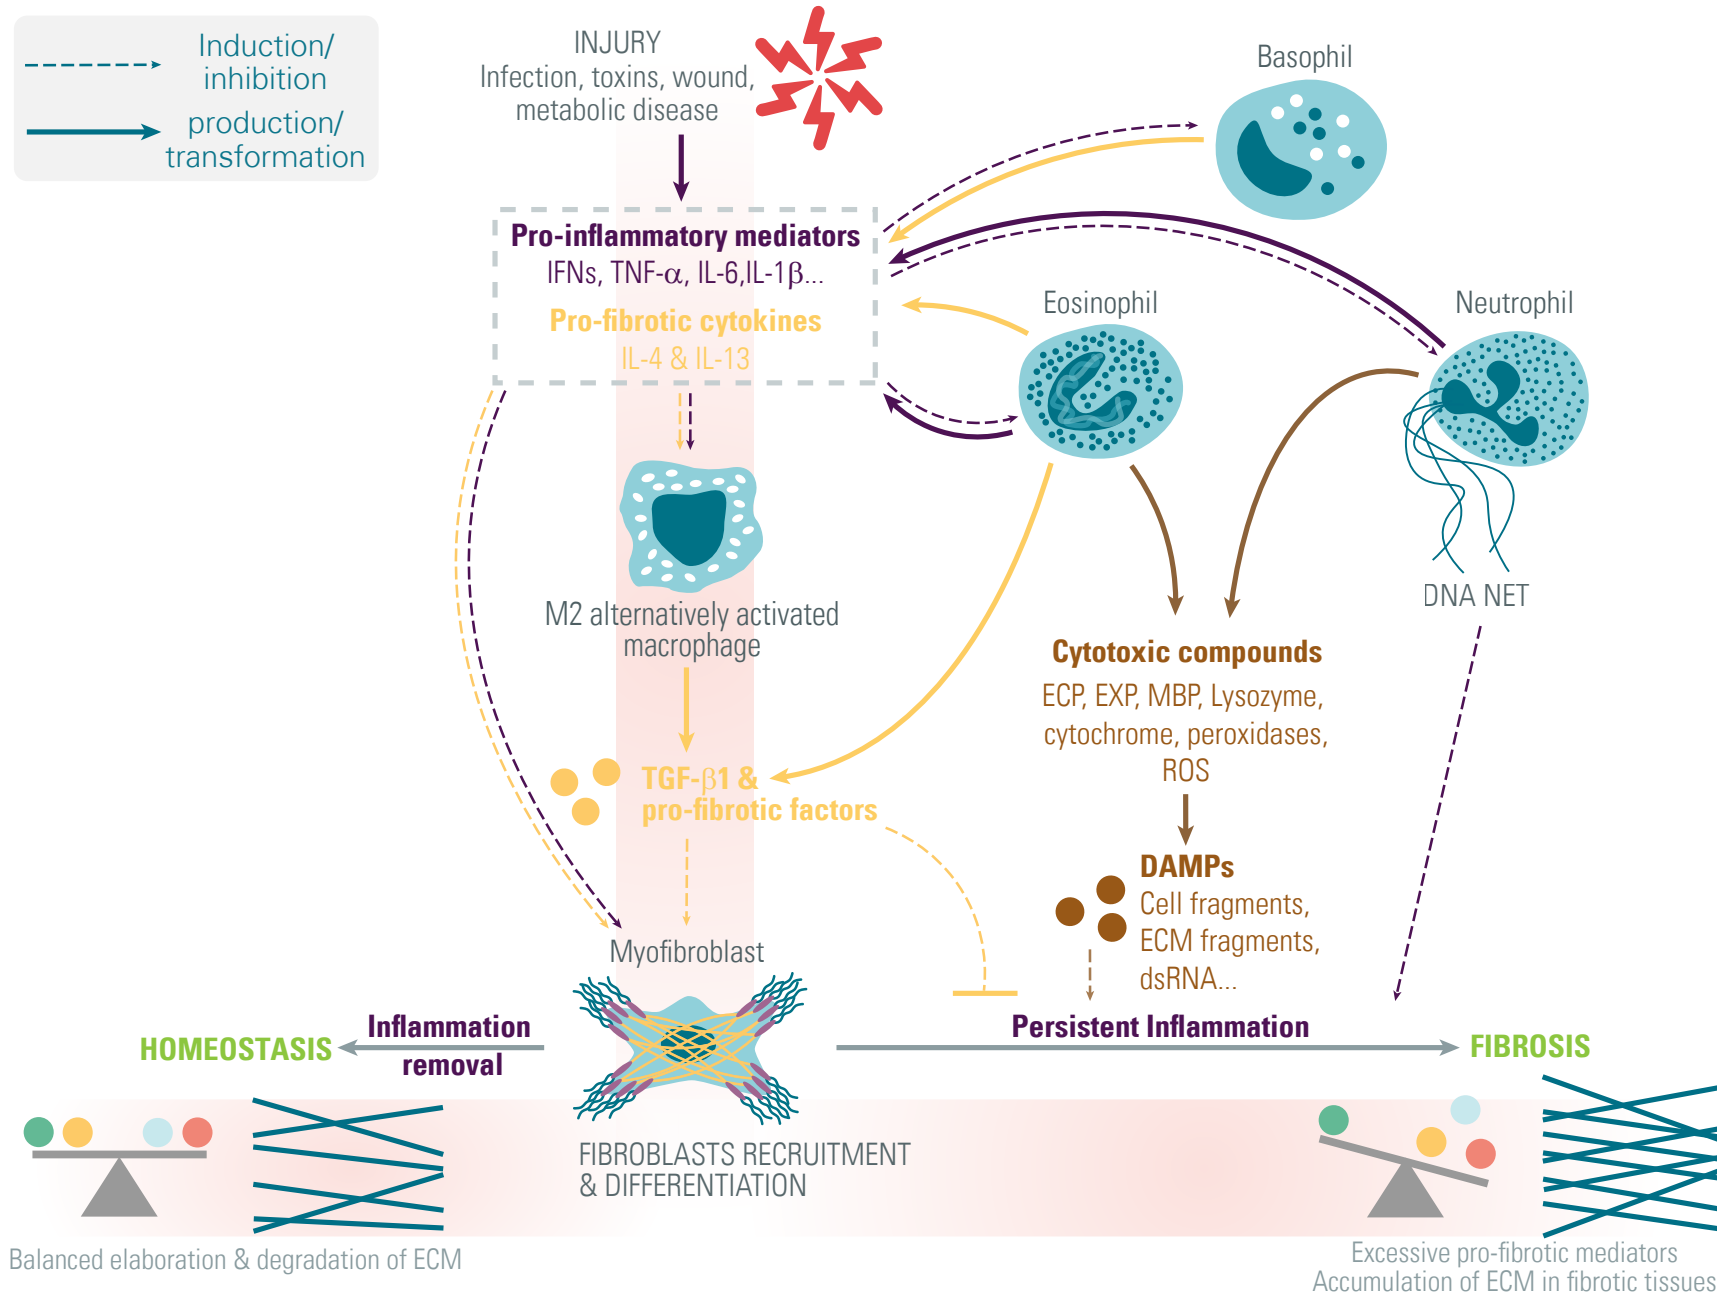 Induction/
inhibition
production/
transformation
INJURY
Infection, toxins, wound,
metabolic disease
Basophil
Pro-inflammatory mediators
IFNs, TNF-α, IL-6,IL-1β...
Pro-fibrotic cytokines
IL-4 & IL-13
Eosinophil
Neutrophil
M2 alternatively activated
macrophage
DNA NET
Cytotoxic compounds
ECP, EXP, MBP, Lysozyme,
cytochrome, peroxidases,
ROS
TGF-β1 &
pro-fibrotic factors
DAMPs
Cell fragments,
ECM fragments,
dsRNA...
Myofibroblast
HOMEOSTASIS
Inflammation
removal
Persistent Inflammation
FIBROSIS
FIBROBLASTS RECRUITMENT
& DIFFERENTIATION
Balanced elaboration & degradation of ECM
Excessive pro-fibrotic mediators
Accumulation of ECM in fibrotic tissues